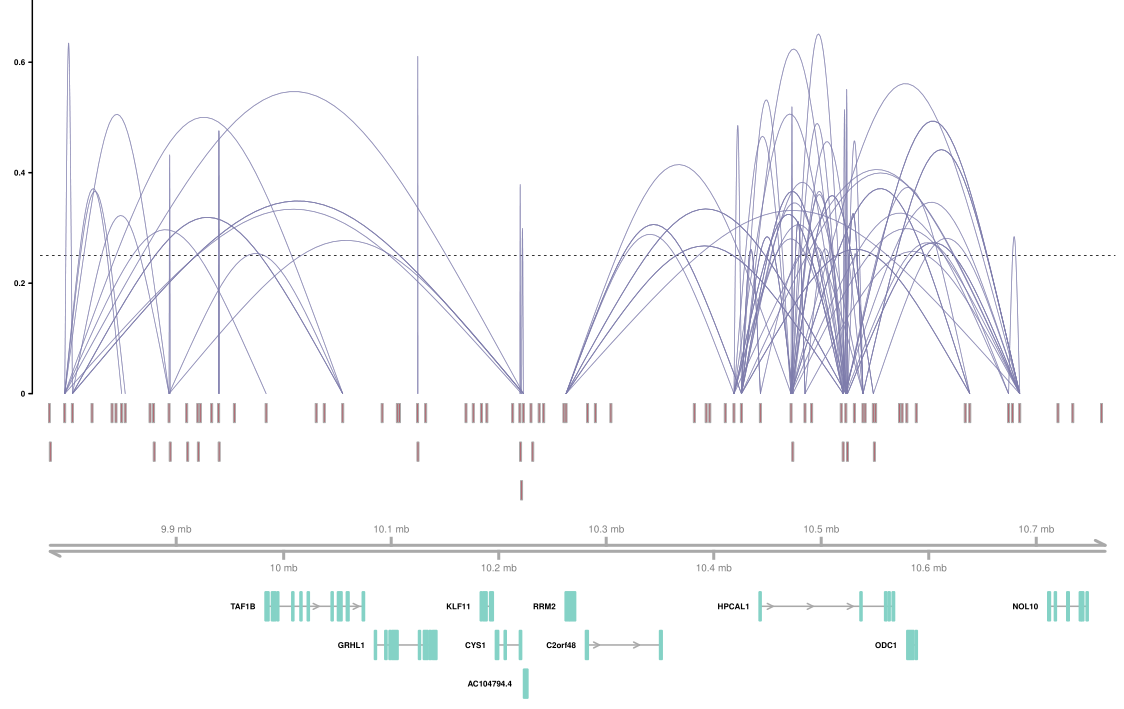 0.6
0.4
0.2
0
9.9 mb 10.1 mb 10.3 mb 10.5 mb 10.7 mb
10 mb 10.2 mb 10.4 mb 10.6 mb
TAF1B KLF11 RRM2 HPCAL1 NOL10
GRHL1 CYS1 C2orf48 ODC1
AC104794.4